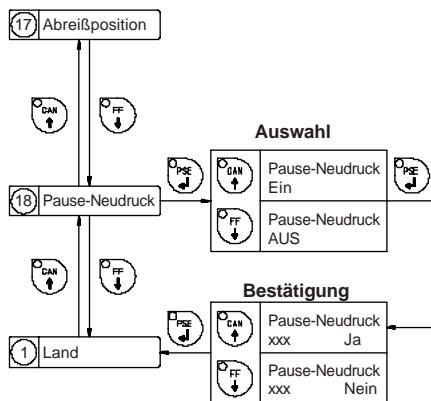 17 Abreißposition
CAN FF
Auswahl
PSE CAN Pause-Neudruck PSE
Ein
18 Pause-Neudruck
FF Pause-Neudruck
AUS
CAN FF
Bestätigung
PSE CAN Pause-Neudruck
xxx Ja
1 Land
FF Pause-Neudruck
xxx Nein